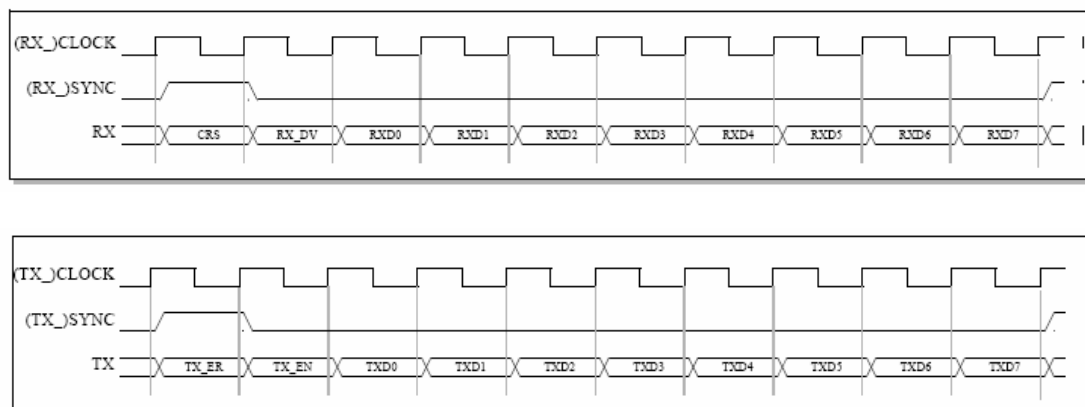 (RX_)CLOCK
(RX_)SYNC
RX CRS RX_DV RXD0 RXD1 RXD2 RXD3 RXD4 RXD5 RXD6 RXD7
(TX_)CLOCK
(TX_)SYNC
TX TX_ER TX_EN TXD0 TXD1 TXD2 TXD3 TXD4 TXD5 TXD6 TXD7